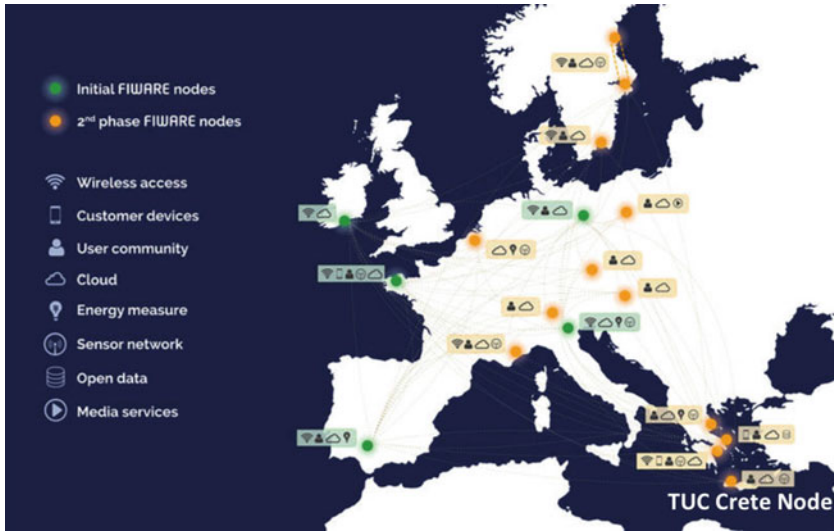 Initial FIWARE nodes
2nd phase FIWARE nodes
Wireless access
Customer devices
User community
Cloud
Energy measure
Sensor network
Open data
Media services
TUC Crete Node